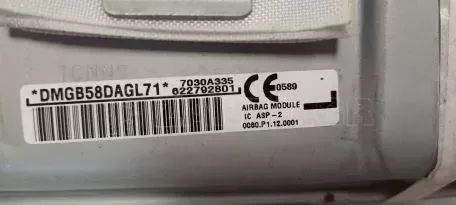 *DMGB58DAGL71*
7030A335
622792801
CE 0589
AIRBAG MODULE
IC ASP-2
0080.P1.12.0001